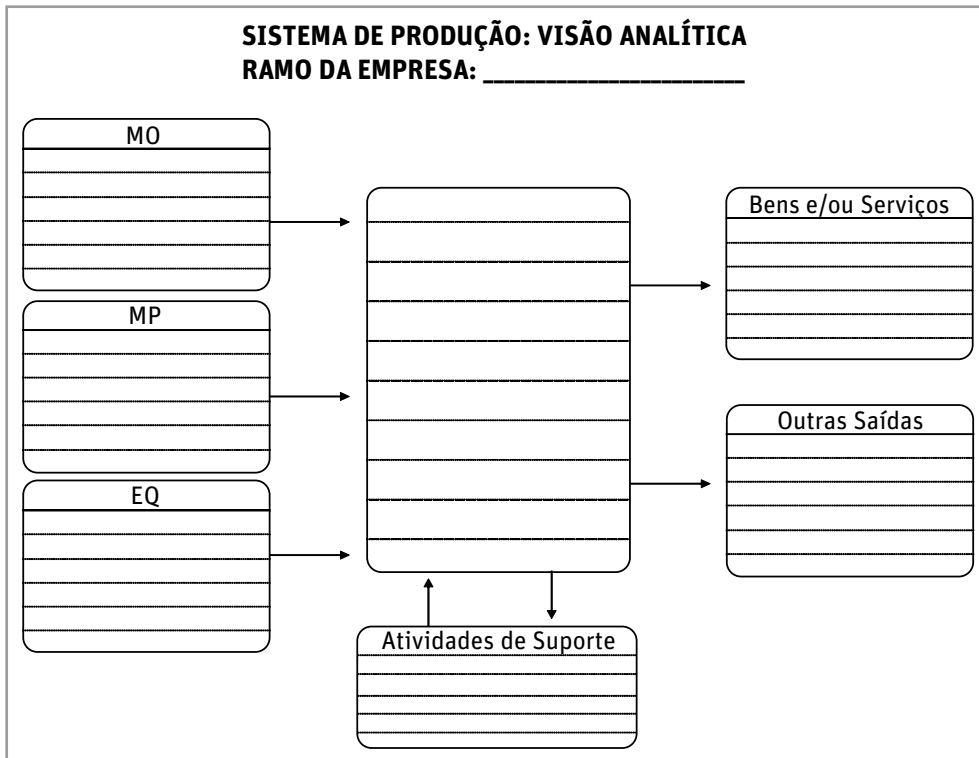 SISTEMA DE PRODUÇÃO: VISÃO ANALÍTICA
RAMO DA EMPRESA: _________________________
MO
MP
EQ
Bens e/ou Serviços
Outras Saídas
Atividades de Suporte